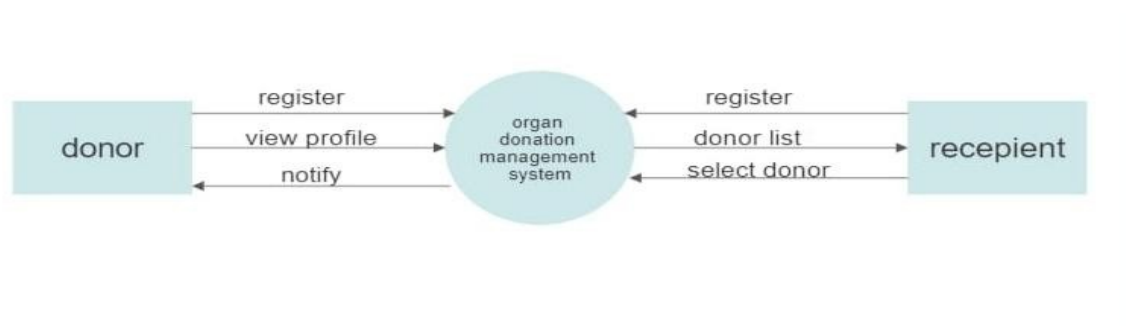 donor
register
view profile
notify
organ
donation
management
system
register
donor list
select donor
recepient